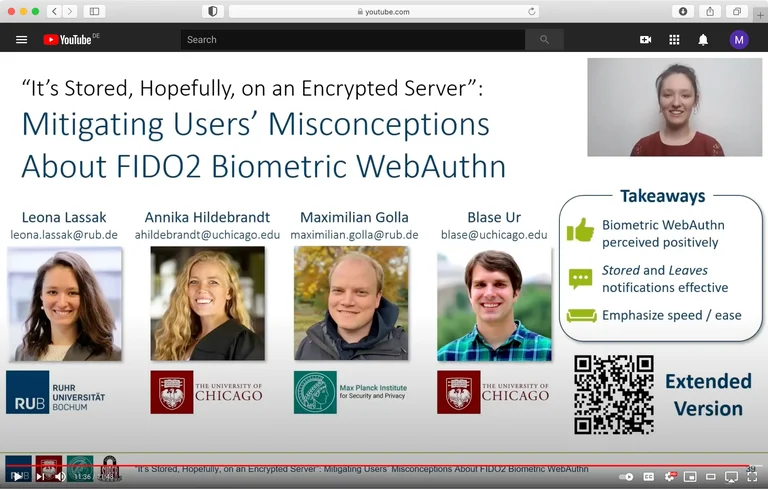 youtube.com
YouTube DE
Search
M
“It’s Stored, Hopefully, on an Encrypted Server”:
Mitigating Users’ Misconceptions
About FIDO2 Biometric WebAuthn
Leona Lassak
leona.lassak@rub.de
Annika Hildebrandt
ahildebrandt@uchicago.edu
Maximilian Golla
maximilian.golla@rub.de
Blase Ur
blase@uchicago.edu
RUB
RUHR
UNIVERSITÄT
BOCHUM
THE UNIVERSITY OF
CHICAGO
Max Planck Institute
for Security and Privacy
THE UNIVERSITY OF
CHICAGO
Takeaways
Biometric WebAuthn
perceived positively
Stored and Leaves
notifications effective
Emphasize speed / ease
Extended
Version
RUB
"It's Stored, Hopefully, on an Encrypted Server": Mitigating Users' Misconceptions About FIDO2 Biometric WebAuthn
39